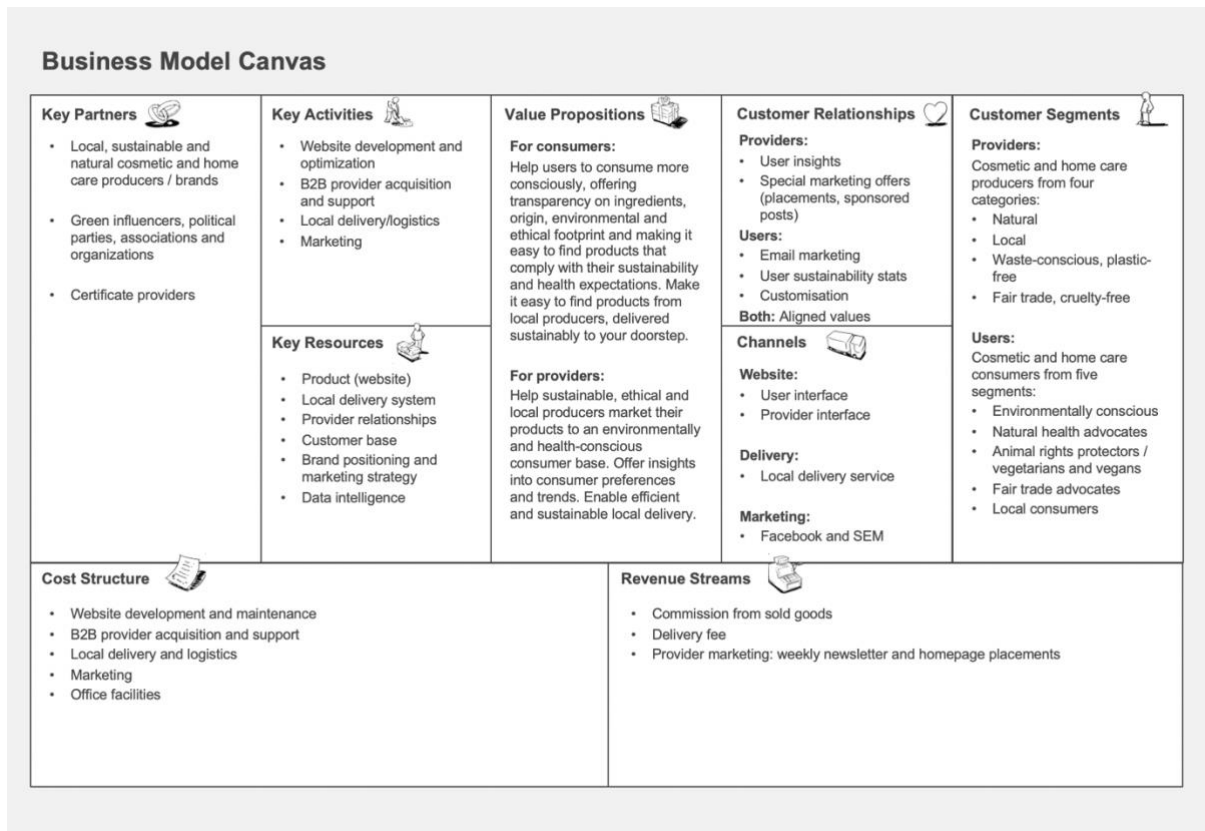 Business Model Canvas
Key Partners
• Local, sustainable and
natural cosmetic and home
care producers / brands
• Green influencers, political
parties, associations and
organizations
• Certificate providers
Key Activities
• Website development and
optimization
• B2B provider acquisition
and support
• Local delivery/logistics
• Marketing
Key Resources
• Product (website)
• Local delivery system
• Provider relationships
• Customer base
• Brand positioning and
marketing strategy
• Data intelligence
Value Propositions
For consumers:
Help users to consume more
consciously, offering
transparency on ingredients,
origin, environmental and
ethical footprint and making it
easy to find products that
comply with their sustainability
and health expectations. Make
it easy to find products from
local producers, delivered
sustainably to your doorstep.
For providers:
Help sustainable, ethical and
local producers market their
products to an environmentally
and health-conscious
consumer base. Offer insights
into consumer preferences
and trends. Enable efficient
and sustainable local delivery.
Customer Relationships
Providers:
• User insights
• Special marketing offers
(placements, sponsored
posts)
Users:
• Email marketing
• User sustainability stats
• Customisation
Both: Aligned values
Channels
Website:
• User interface
• Provider interface
Delivery:
• Local delivery service
Marketing:
• Facebook and SEM
Customer Segments
Providers:
Cosmetic and home care
producers from four
categories:
• Natural
• Local
• Waste-conscious, plastic-
free
• Fair trade, cruelty-free
Users:
Cosmetic and home care
consumers from five
segments:
• Environmentally conscious
• Natural health advocates
• Animal rights protectors /
vegetarians and vegans
• Fair trade advocates
• Local consumers
Cost Structure
• Website development and maintenance
• B2B provider acquisition and support
• Local delivery and logistics
• Marketing
• Office facilities
Revenue Streams
• Commission from sold goods
• Delivery fee
• Provider marketing: weekly newsletter and homepage placements